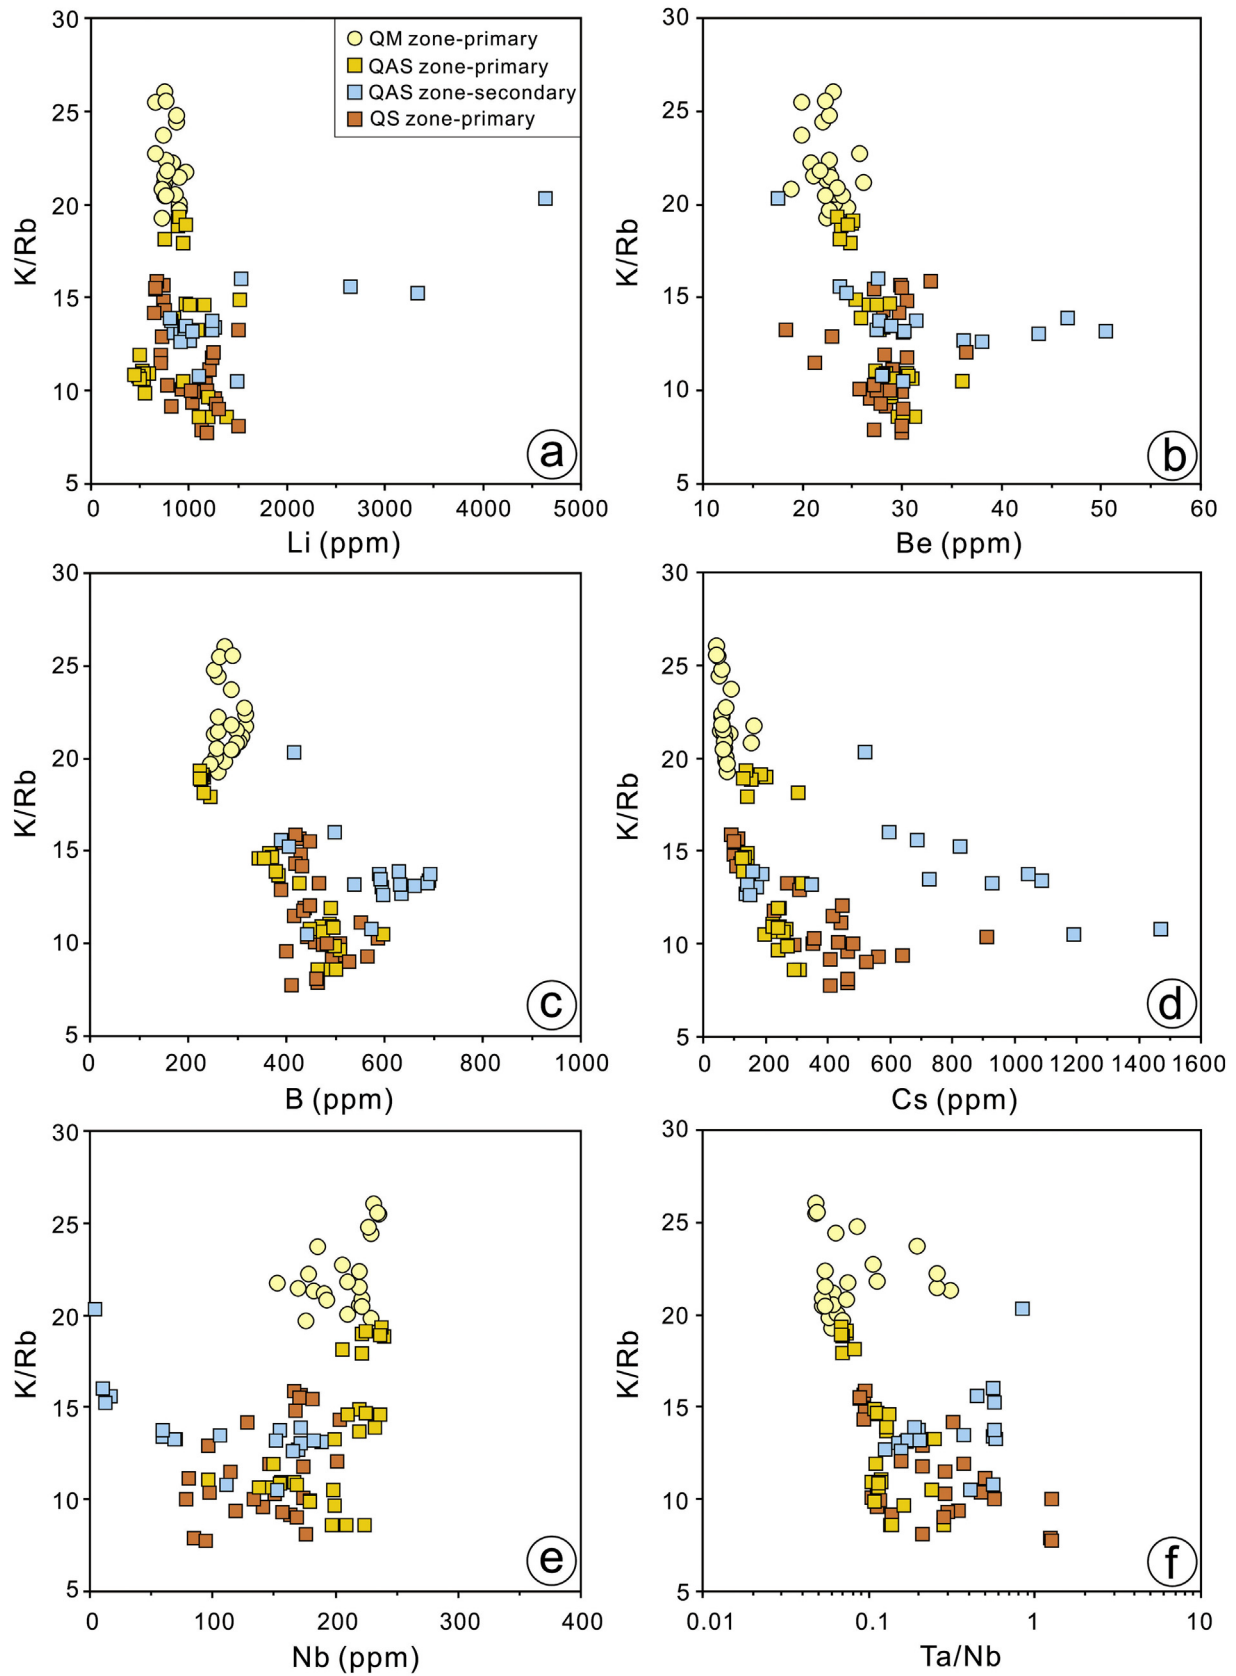 30
25
20
15
10
5
K/Rb
QM zone-primary
QAS zone-primary
QAS zone-secondary
QS zone-primary
a
0 1000 2000 3000 4000 5000
Li (ppm)
30
25
20
15
10
5
K/Rb
b
10 20 30 40 50 60
Be (ppm)
30
25
20
15
10
5
K/Rb
c
0 200 400 600 800 1000
B (ppm)
30
25
20
15
10
5
K/Rb
d
0 200 400 600 800 1000 1200 1400 1600
Cs (ppm)
30
25
20
15
10
5
K/Rb
e
0 100 200 300 400
Nb (ppm)
30
25
20
15
10
5
K/Rb
f
0.01 0.1 1 10
Ta/Nb